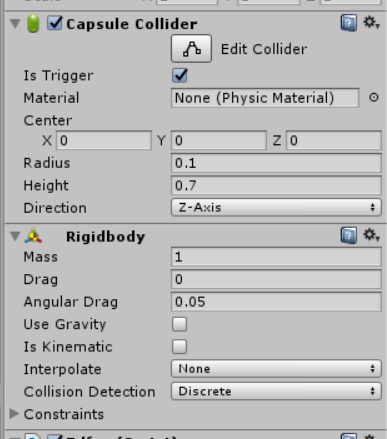 Capsule Collider
Edit Collider
Is Trigger
Material None (Physic Material)
Center
X 0 Y 0 Z 0
Radius 0.1
Height 0.7
Direction Z-Axis
Rigidbody
Mass 1
Drag 0
Angular Drag 0.05
Use Gravity
Is Kinematic
Interpolate None
Collision Detection Discrete
Constraints